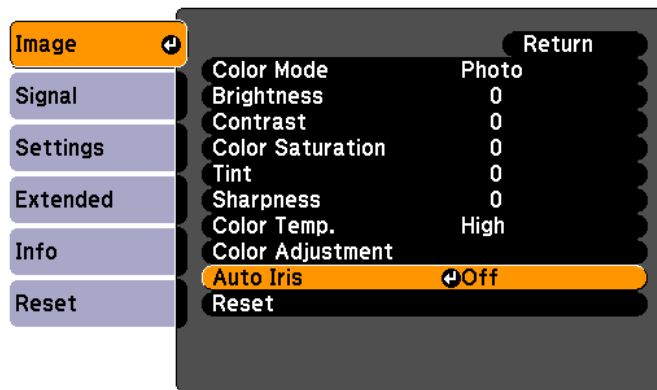 Image
Signal
Settings
Extended
Info
Reset
Return
Color Mode Photo
Brightness 0
Contrast 0
Color Saturation 0
Tint 0
Sharpness 0
Color Temp. High
Color Adjustment
Auto Iris Off
Reset